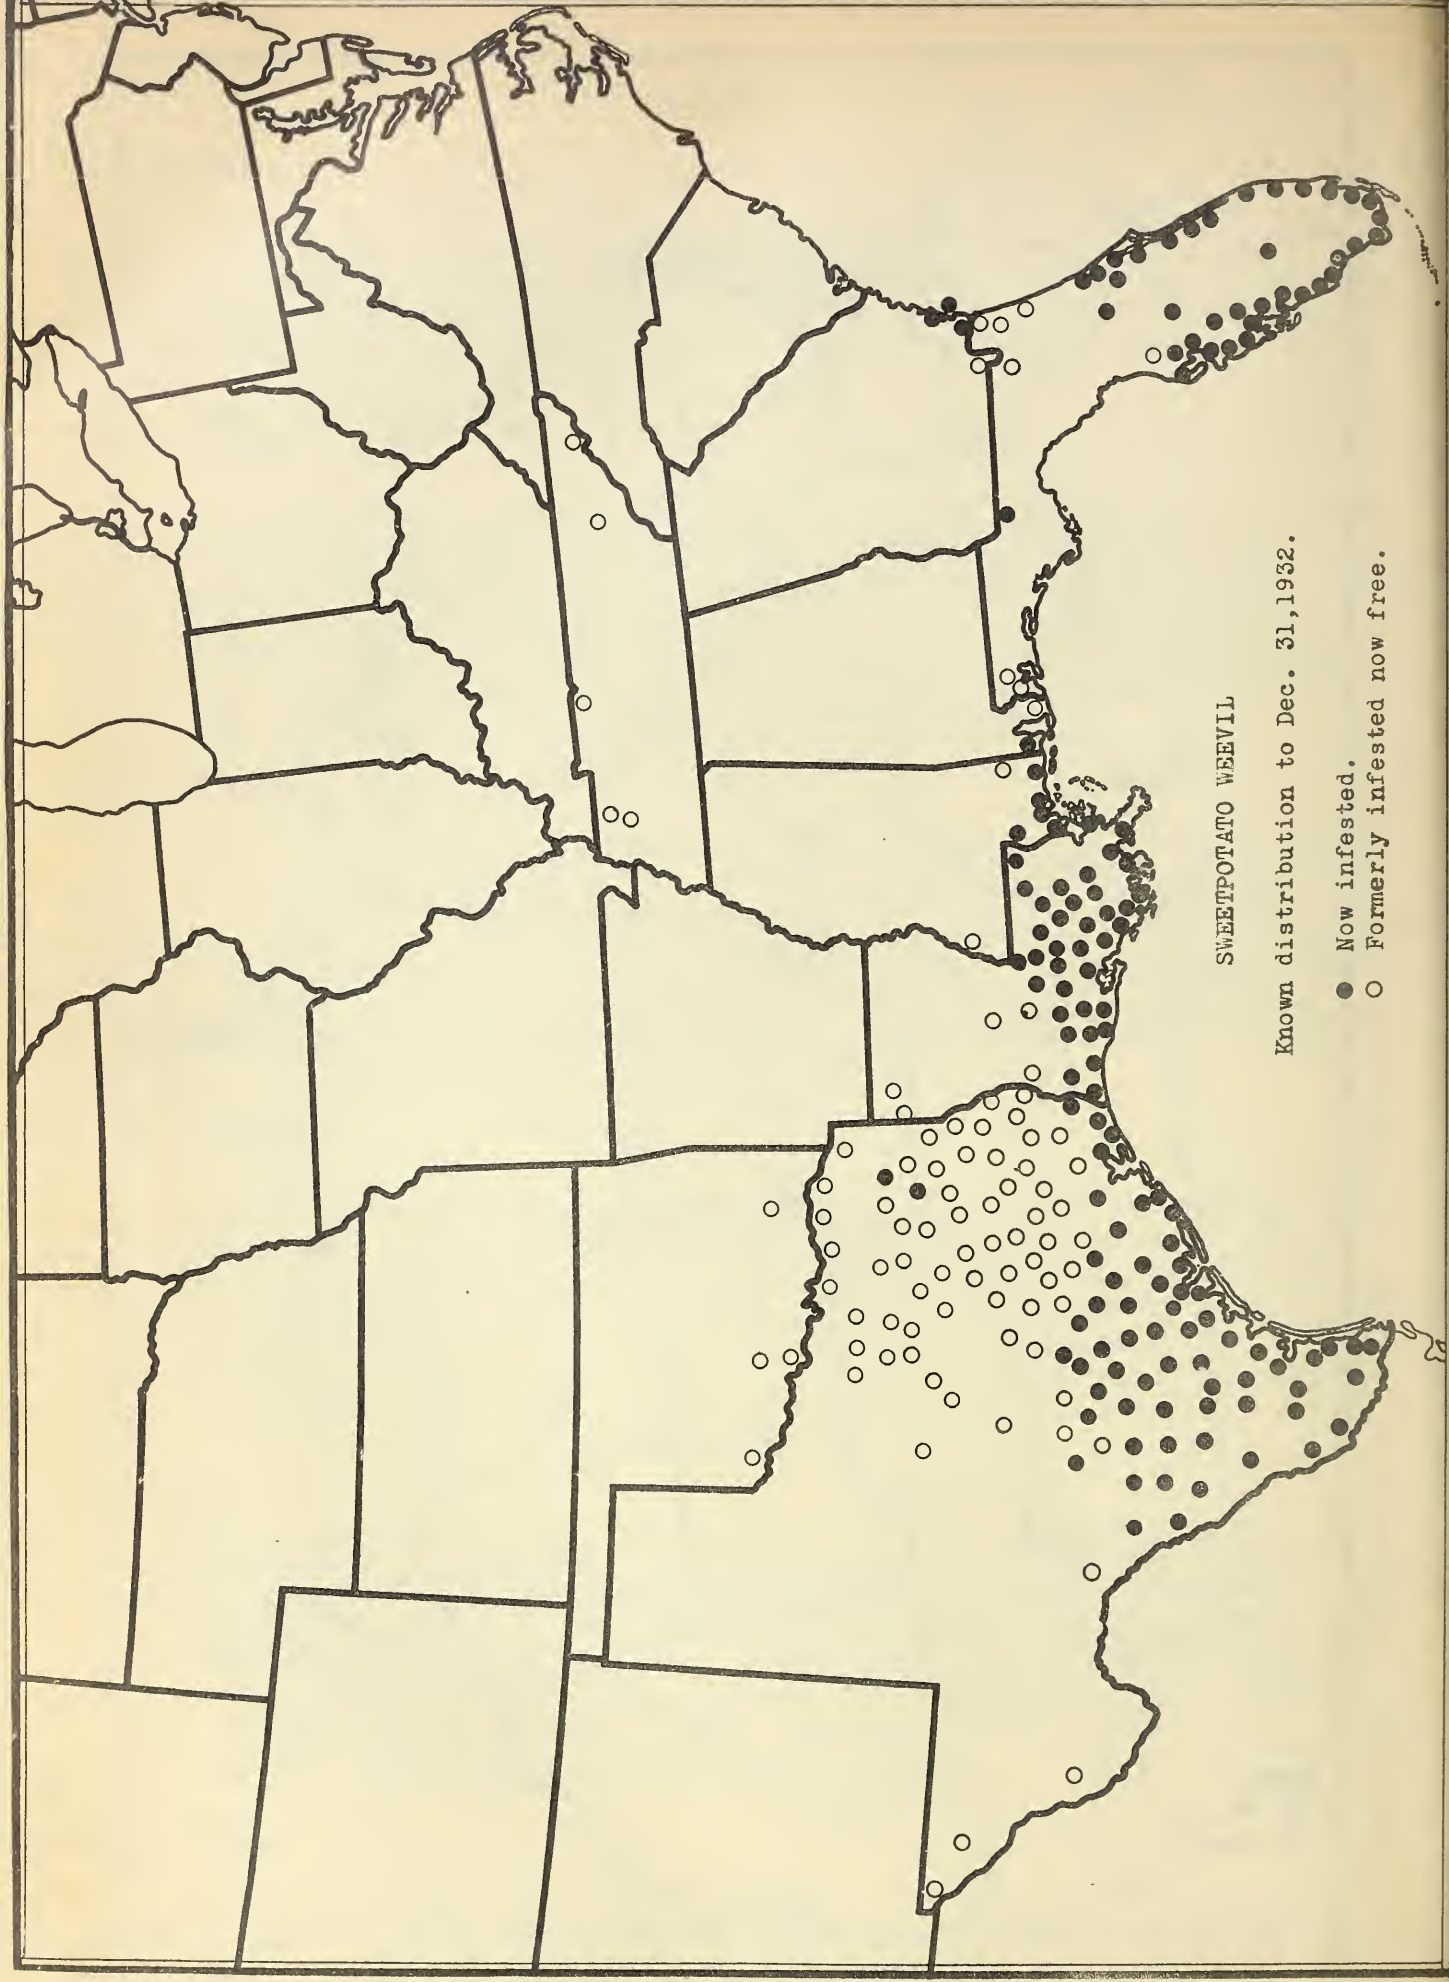 SWEETPOTATO WEEVIL
Known distribution to Dec. 31,1932.
● Now infested.
○ Formerly infested now free.